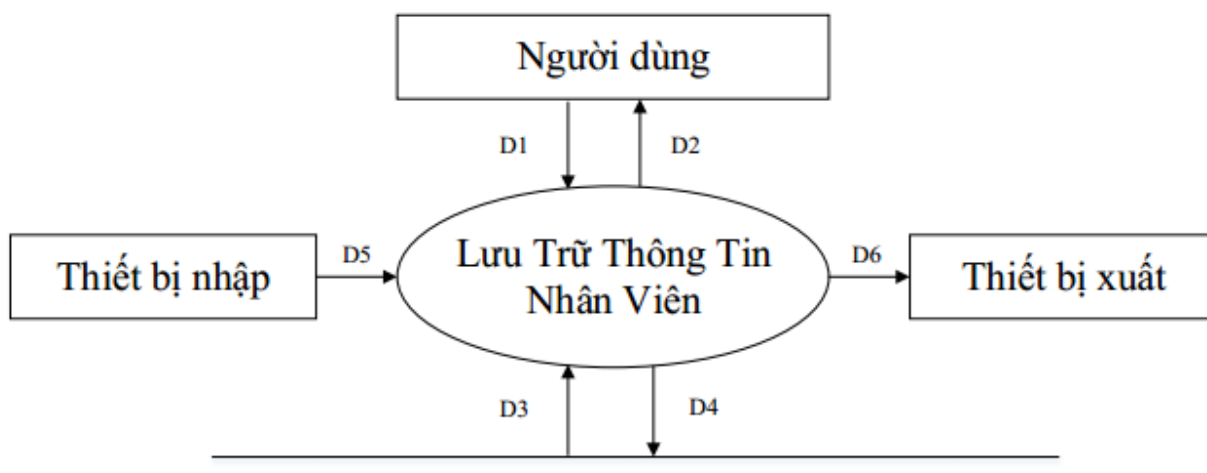 Người dùng
D1
D2
Thiết bị nhập
D5
Lưu Trữ Thông Tin
Nhân Viên
D6
Thiết bị xuất
D3
D4